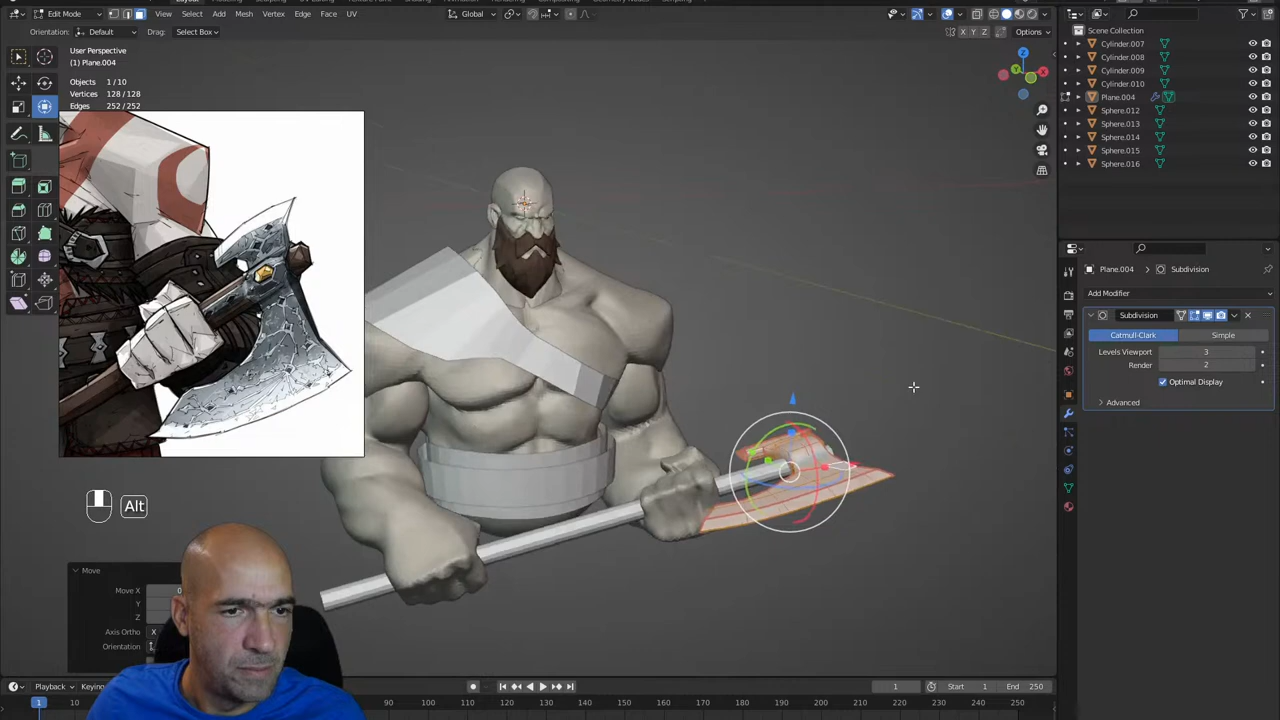 Edit Mode View Select Add Mesh Vertex Edge Face UV Global
Orientation: Default Drag: Select Box X Y Z Options
User Perspective
(1) Plane.004
Objects 1/10
Vertices 128/128
Edges 252/252
Alt
Move
Move X 0
Y
Z
Axis Ortho X
Orientation
Z
X
Y
Scene Collection
Cylinder.007
Cylinder.008
Cylinder.009
Cylinder.010
Plane.004
Sphere.012
Sphere.013
Sphere.014
Sphere.015
Sphere.016
Plane.004 Subdivision
Add Modifier
Subdivision
Catmull-Clark Simple
Levels Viewport 3
Render 2
Optimal Display
Advanced
Playback Keying 1 Start 1 End 250
1 10 80 90 100 110 120 130 140 150 160 170 180 190 200 210 220 230 240 250